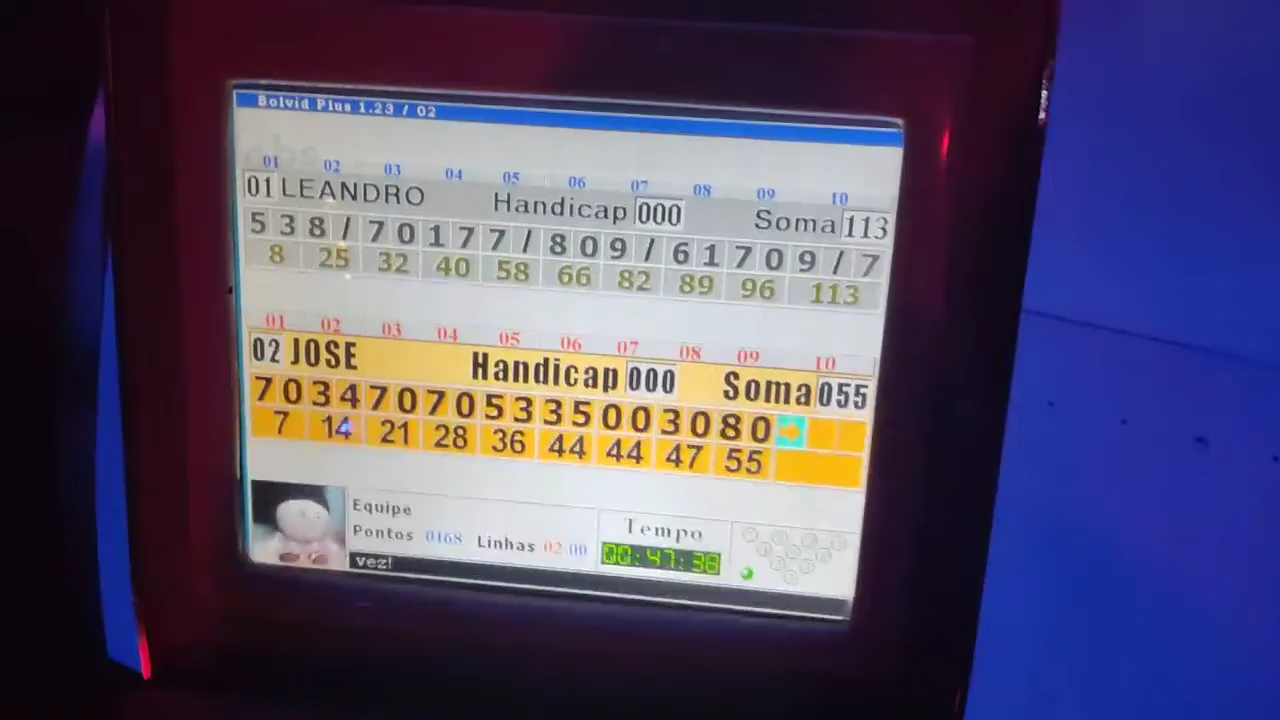 Bolvid Plus 1.23 / 02
01 02 03 04 05 06 07 08 09 10
01 LEANDRO Handicap 000 Soma 113
5 3 8 / 7 0 1 7 7 / 8 0 9 / 6 1 7 0 9 / 7
8 25 32 40 58 66 82 89 96 113
01 02 03 04 05 06 07 08 09 10
02 JOSE Handicap 000 Soma 055
7 0 3 4 7 0 7 0 5 3 3 5 0 0 3 0 8 0
7 14 21 28 36 44 44 47 55
Equipe
Pontos 0168 Linhas 02.00
Tempo
00:47:38
vez!